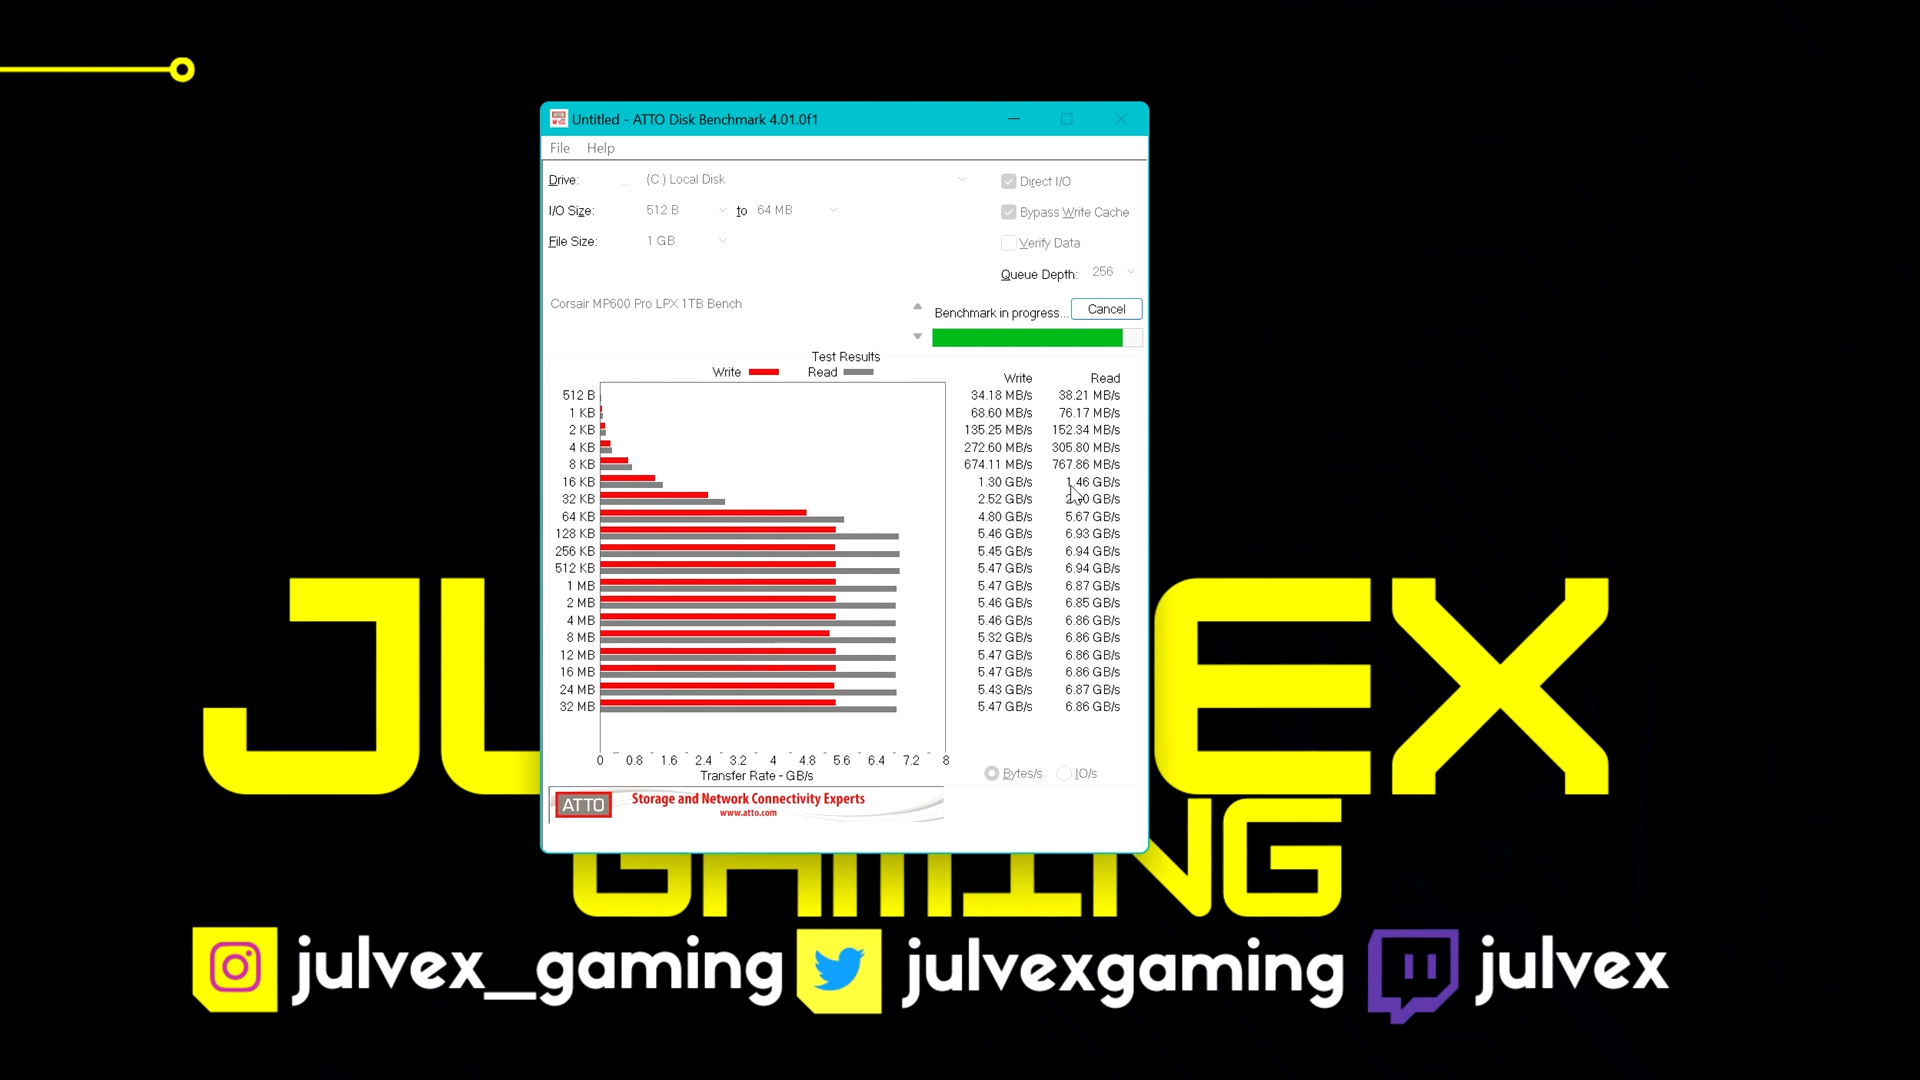 Untitled - ATTO Disk Benchmark 4.01.0f1
File Help
Drive: ... (C:) Local Disk
Direct I/O
I/O Size: 512 B to 64 MB
Bypass Write Cache
File Size: 1 GB
Verify Data
Queue Depth: 256
Corsair MP600 Pro LPX 1TB Bench
Benchmark in progress... Cancel
Test Results
Write Read
Write Read
512 B 34.18 MB/s 38.21 MB/s
1 KB 68.60 MB/s 76.17 MB/s
2 KB 135.25 MB/s 152.34 MB/s
4 KB 272.60 MB/s 305.80 MB/s
8 KB 674.11 MB/s 767.86 MB/s
16 KB 1.30 GB/s 1.46 GB/s
32 KB 2.52 GB/s GB/s
64 KB 4.80 GB/s 5.67 GB/s
128 KB 5.46 GB/s 6.93 GB/s
256 KB 5.45 GB/s 6.94 GB/s
512 KB 5.47 GB/s 6.94 GB/s
1 MB 5.47 GB/s 6.87 GB/s
2 MB 5.46 GB/s 6.85 GB/s
4 MB 5.46 GB/s 6.86 GB/s
8 MB 5.32 GB/s 6.86 GB/s
12 MB 5.47 GB/s 6.86 GB/s
16 MB 5.47 GB/s 6.86 GB/s
24 MB 5.43 GB/s 6.87 GB/s
32 MB 5.47 GB/s 6.86 GB/s
0 0.8 1.6 2.4 3.2 4 4.8 5.6 6.4 7.2 8
Transfer Rate - GB/s
Bytes/s IO/s
ATTO Storage and Network Connectivity Experts
www.atto.com
GAMING
julvex_gaming julvexgaming julvex